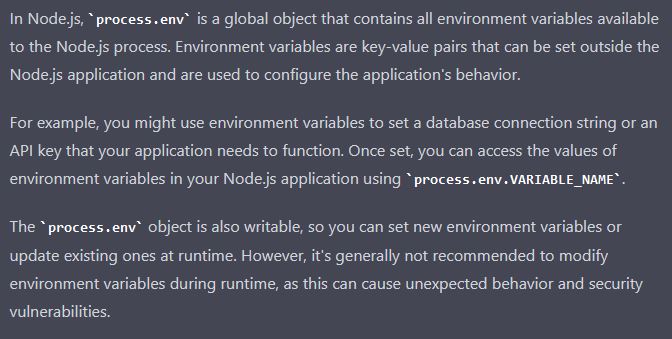 In Node.js, `process.env` is a global object that contains all environment variables available
to the Node.js process. Environment variables are key-value pairs that can be set outside the
Node.js application and are used to configure the application's behavior.
For example, you might use environment variables to set a database connection string or an
API key that your application needs to function. Once set, you can access the values of
environment variables in your Node.js application using `process.env.VARIABLE_NAME`.
The `process.env` object is also writable, so you can set new environment variables or
update existing ones at runtime. However, it's generally not recommended to modify
environment variables during runtime, as this can cause unexpected behavior and security
vulnerabilities.